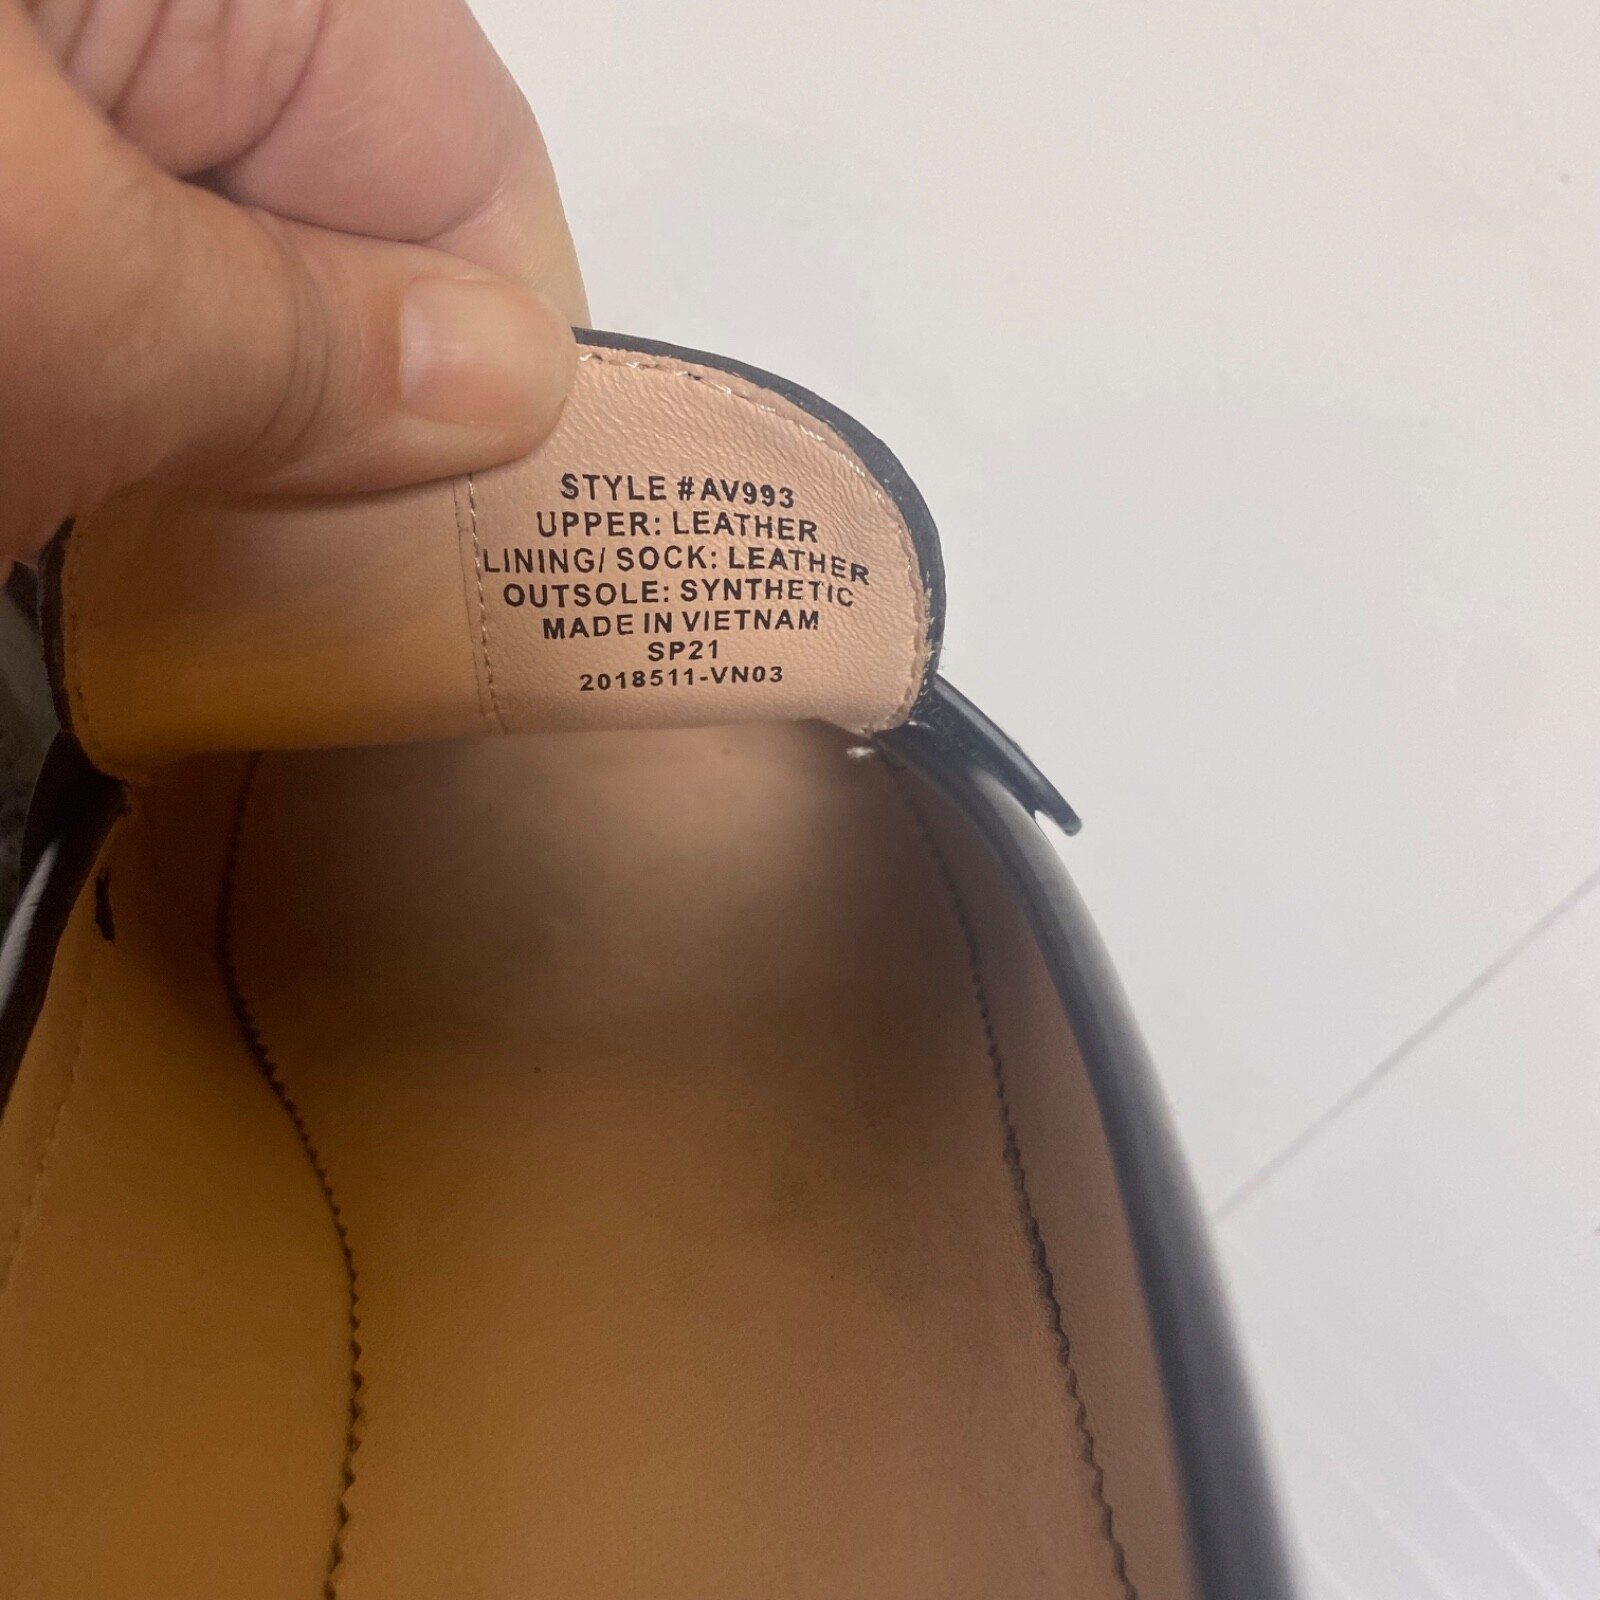 STYLE #AV993
UPPER: LEATHER
LINING/ SOCK: LEATHER
OUTSOLE: SYNTHETIC
MADE IN VIETNAM
SP21
2018511-VN03